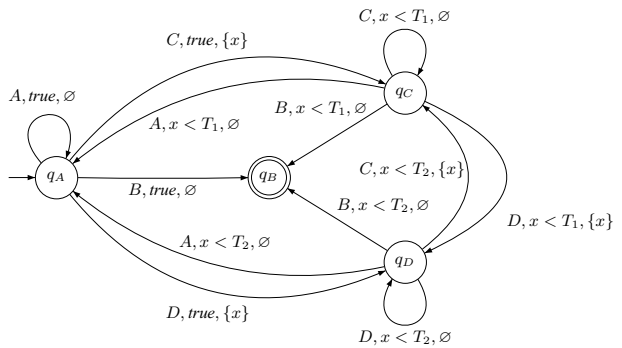 C, x < T₁, ∅
C, true, {x}
A, true, ∅
q_C
B, x < T₁, ∅
A, x < T₁, ∅
q_A
q_B
C, x < T₂, {x}
B, true, ∅
B, x < T₂, ∅
D, x < T₁, {x}
A, x < T₂, ∅
q_D
D, true, {x}
D, x < T₂, ∅